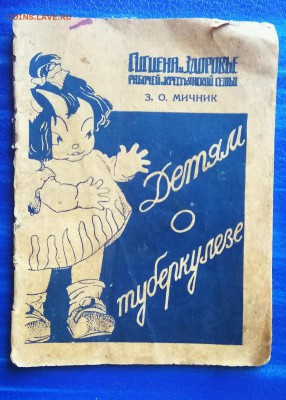 COINS.LAVE.RU
ГИГИЕНА и ЗДОРОВЬЕ
РАБОЧЕЙ и КРЕСТЬЯНСКОЙ СЕМЬИ
З. О. МИЧНИК
Детям
о
туберкулезе